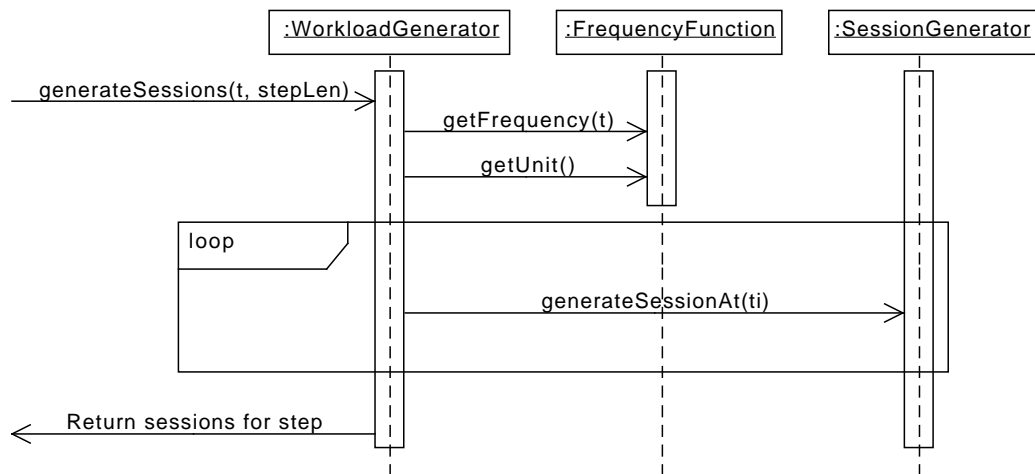 :WorkloadGenerator
:FrequencyFunction
:SessionGenerator
generateSessions(t, stepLen)
getFrequency(t)
getUnit()
loop
generateSessionAt(ti)
Return sessions for step